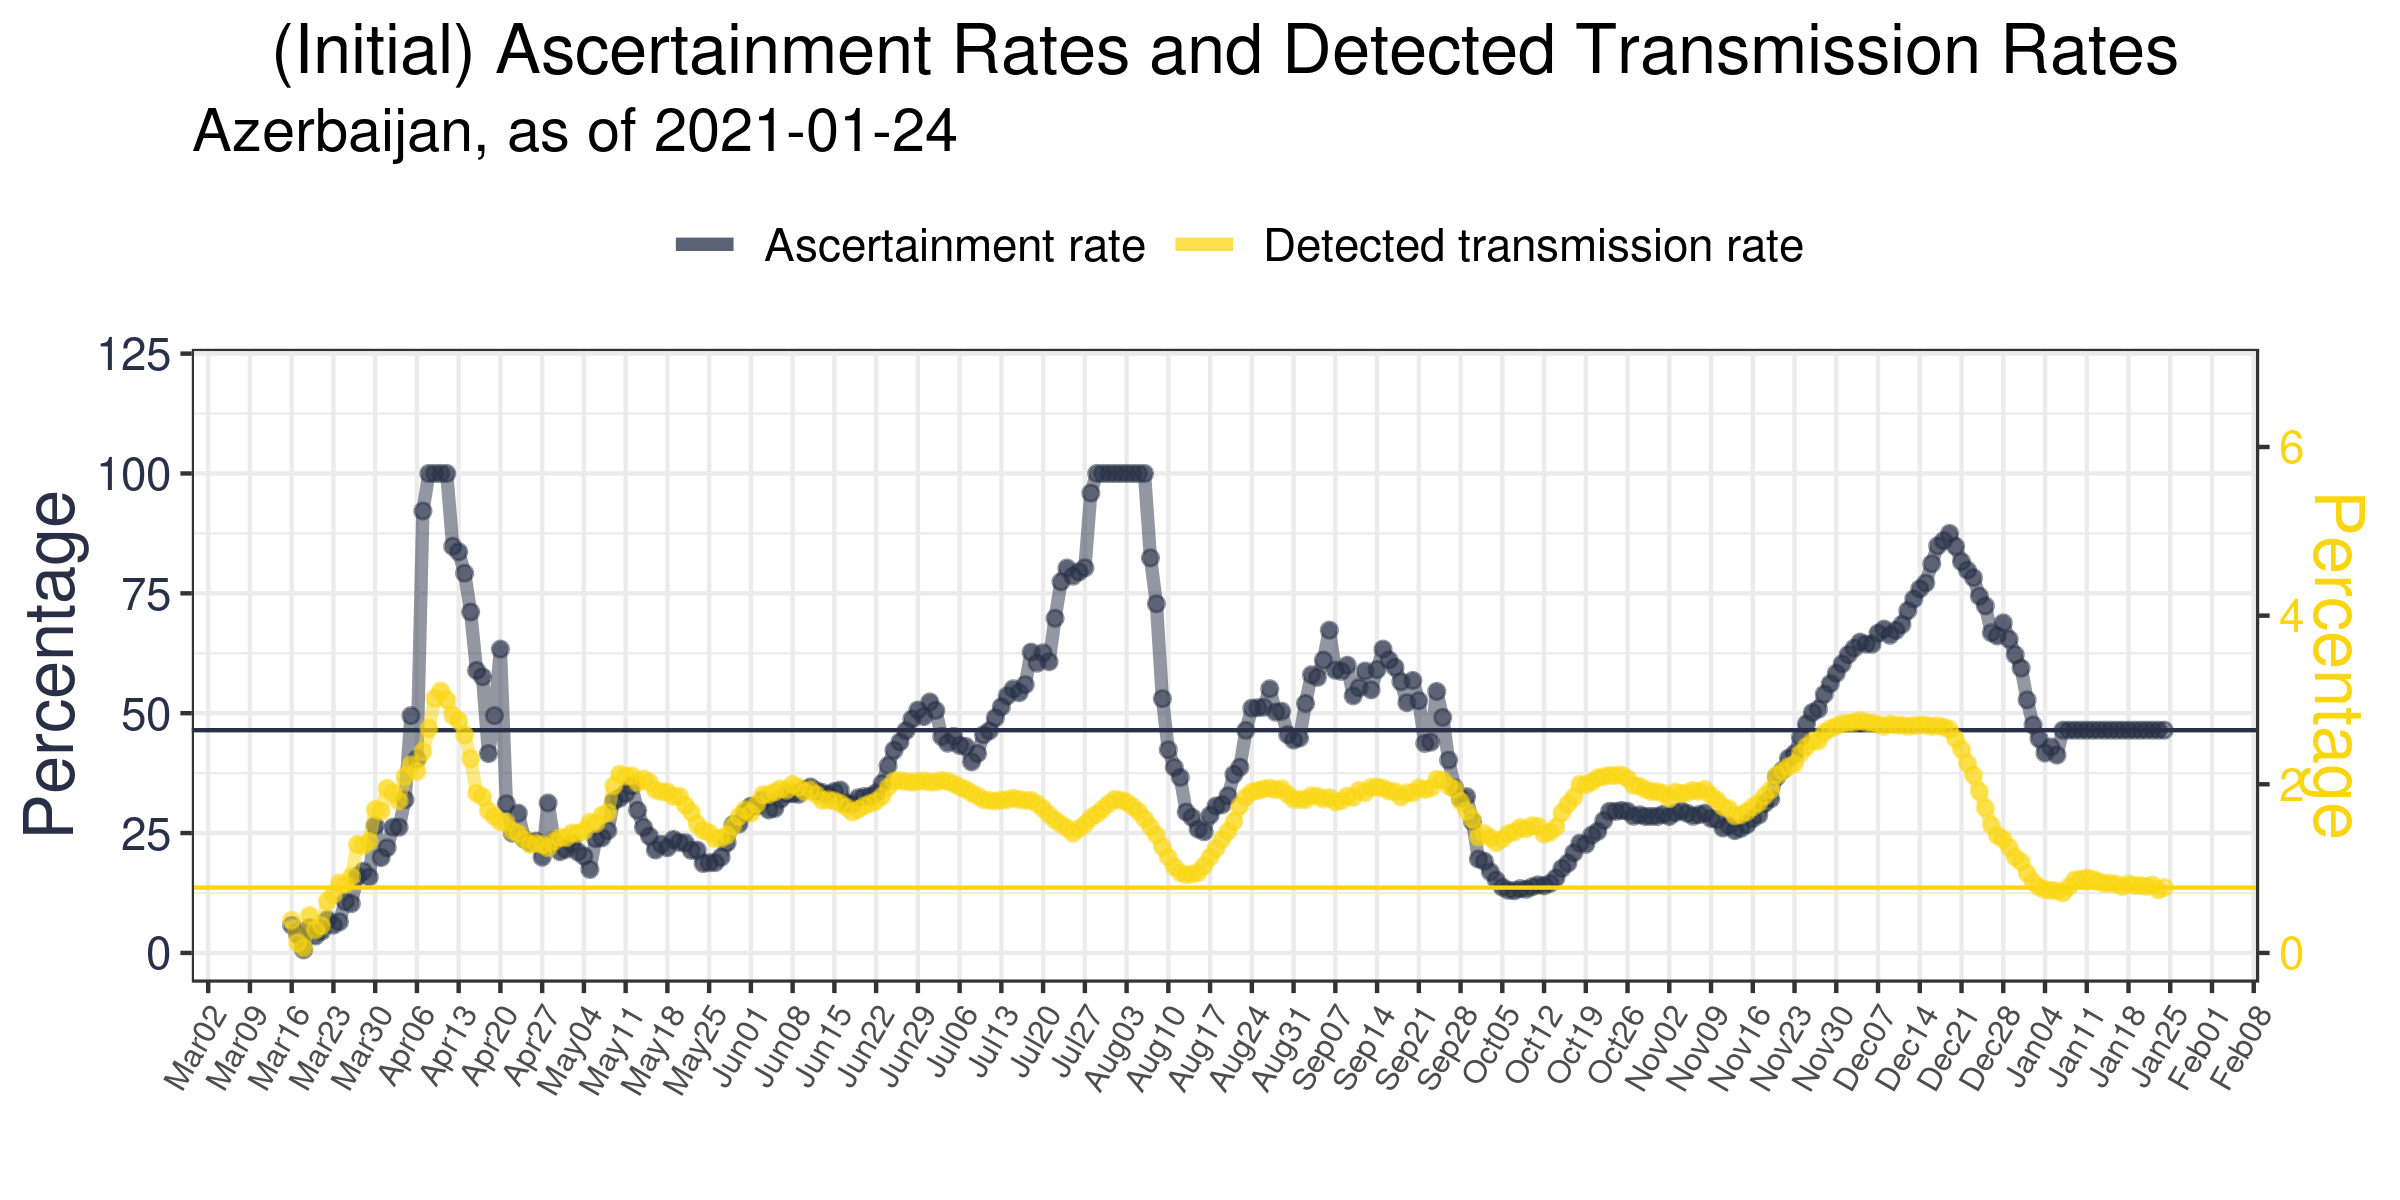 (Initial) Ascertainment Rates and Detected Transmission Rates
Azerbaijan, as of 2021-01-24
Ascertainment rate
Detected transmission rate
Percentage
125
100
75
50
25
0
6
4
2
0
Percentage
Mar02
Mar09
Mar16
Mar23
Mar30
Apr06
Apr13
Apr20
Apr27
May04
May11
May18
May25
Jun01
Jun08
Jun15
Jun22
Jun29
Jul06
Jul13
Jul20
Jul27
Aug03
Aug10
Aug17
Aug24
Aug31
Sep07
Sep14
Sep21
Sep28
Oct05
Oct12
Oct19
Oct26
Nov02
Nov09
Nov16
Nov23
Nov30
Dec07
Dec14
Dec21
Dec28
Jan04
Jan11
Jan18
Jan25
Feb01
Feb08